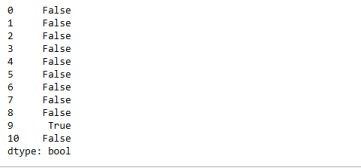 0     False
1     False
2     False
3     False
4     False
5     False
6     False
7     False
8     False
9      True
10    False
dtype: bool